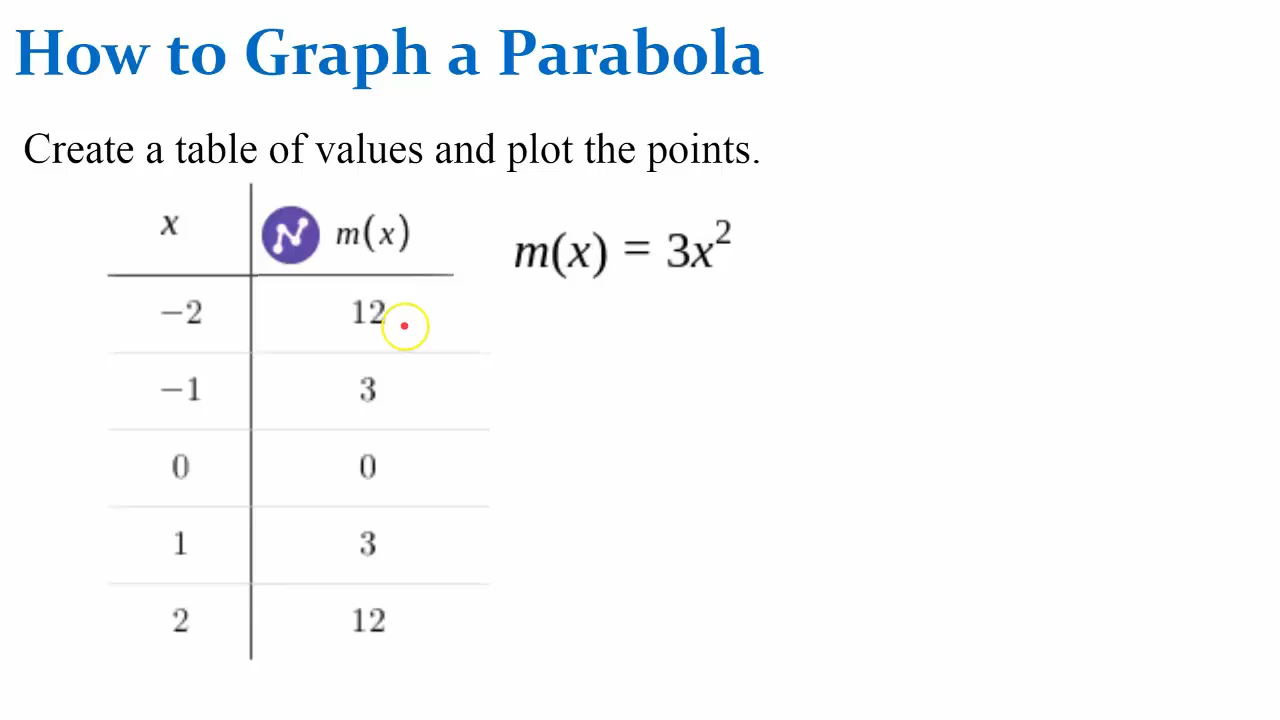 How to Graph a Parabola
Create a table of values and plot the points.
x m(x)
m(x) = 3x²
−2 12
−1 3
0 0
1 3
2 12